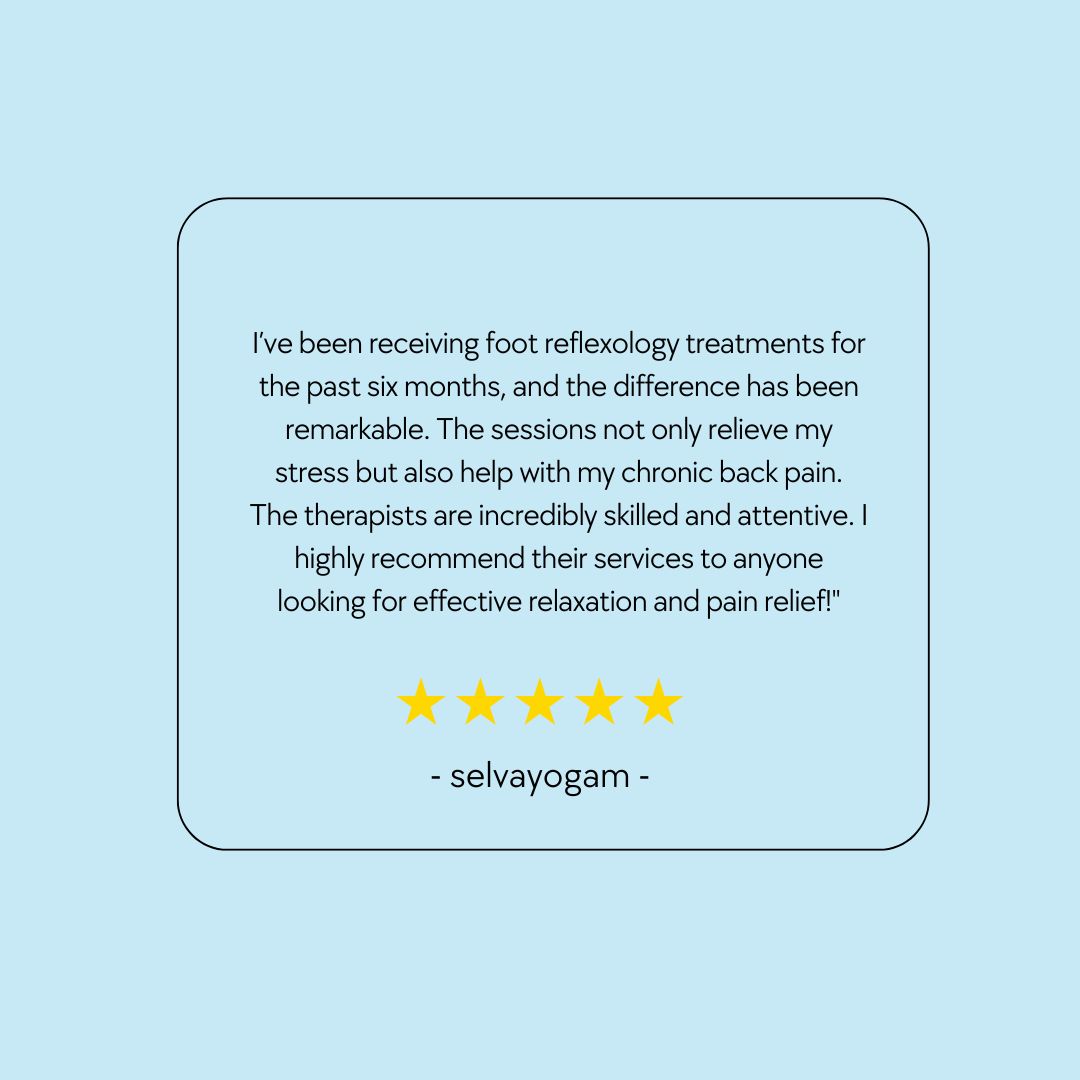 I’ve been receiving foot reflexology treatments for
the past six months, and the difference has been
remarkable. The sessions not only relieve my
stress but also help with my chronic back pain.
The therapists are incredibly skilled and attentive. I
highly recommend their services to anyone
looking for effective relaxation and pain relief!"
- selvayogam -